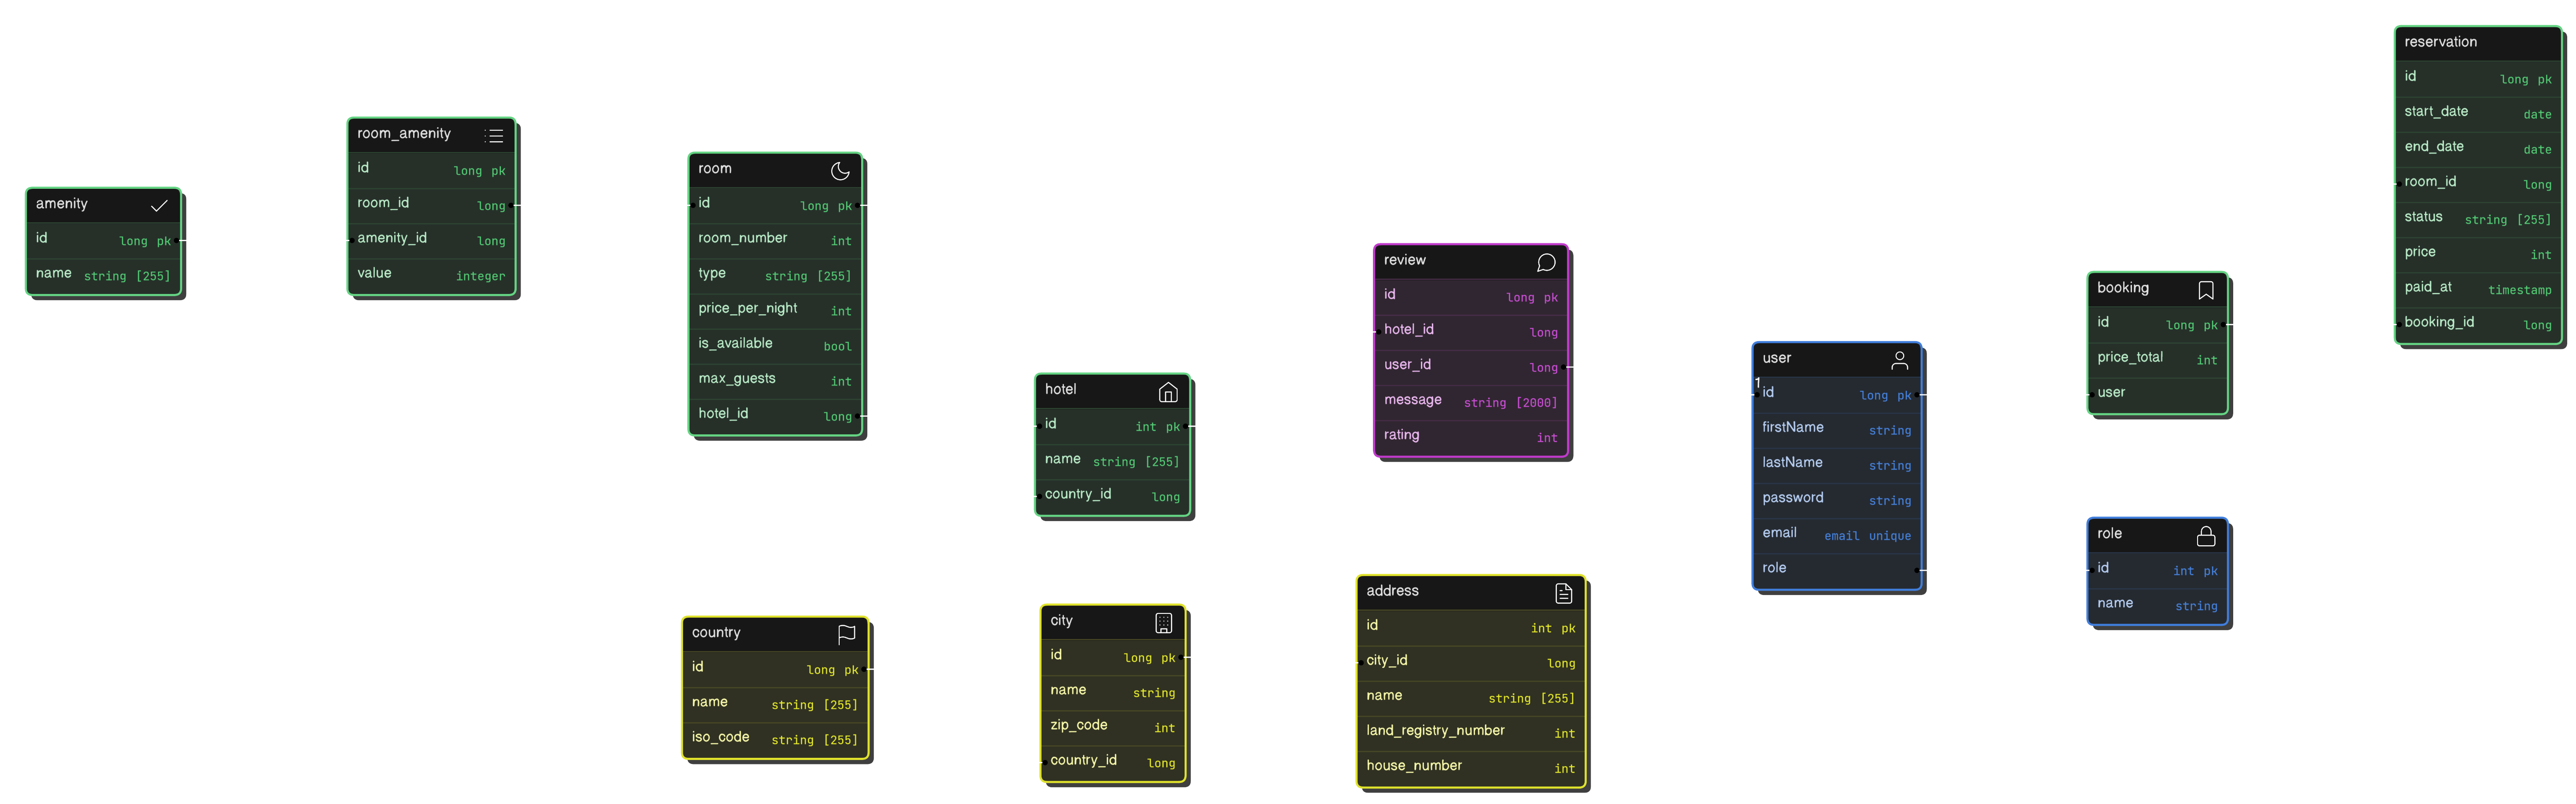 amenity
id long pk
name string [255]
room_amenity
id long pk
room_id long
amenity_id long
value integer
room
id long pk
room_number int
type string [255]
price_per_night int
is_available bool
max_guests int
hotel_id long
hotel
id int pk
name string [255]
country_id long
country
id long pk
name string [255]
iso_code string [255]
city
id long pk
name string
zip_code int
country_id long
review
id long pk
hotel_id long
user_id long
message string [2000]
rating int
address
id int pk
city_id long
name string [255]
land_registry_number int
house_number int
user
1
id long pk
firstName string
lastName string
password string
email email unique
role
booking
id long pk
price_total int
user
role
id int pk
name string
reservation
id long pk
start_date date
end_date date
room_id long
status string [255]
price int
paid_at timestamp
booking_id long